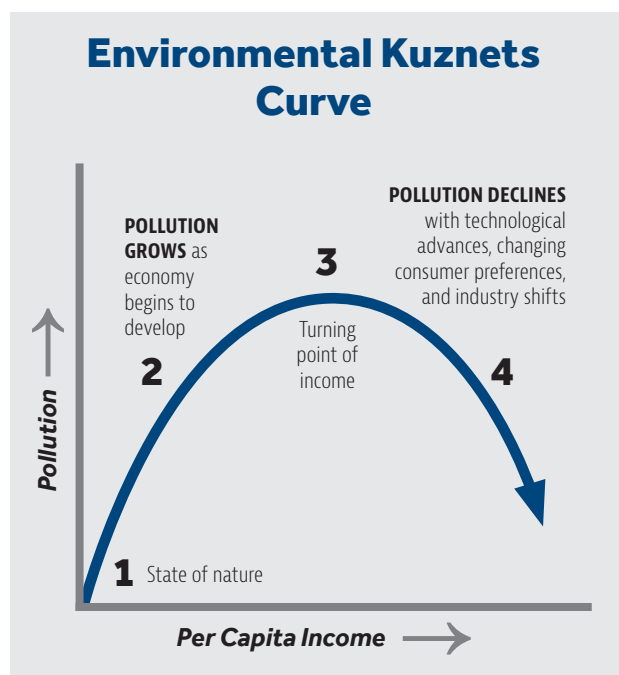 Environmental Kuznets
Curve
POLLUTION
GROWS as
economy
begins to
develop
2
3
Turning
point of
income
POLLUTION DECLINES
with technological
advances, changing
consumer preferences,
and industry shifts
4
Pollution
1 State of nature
Per Capita Income